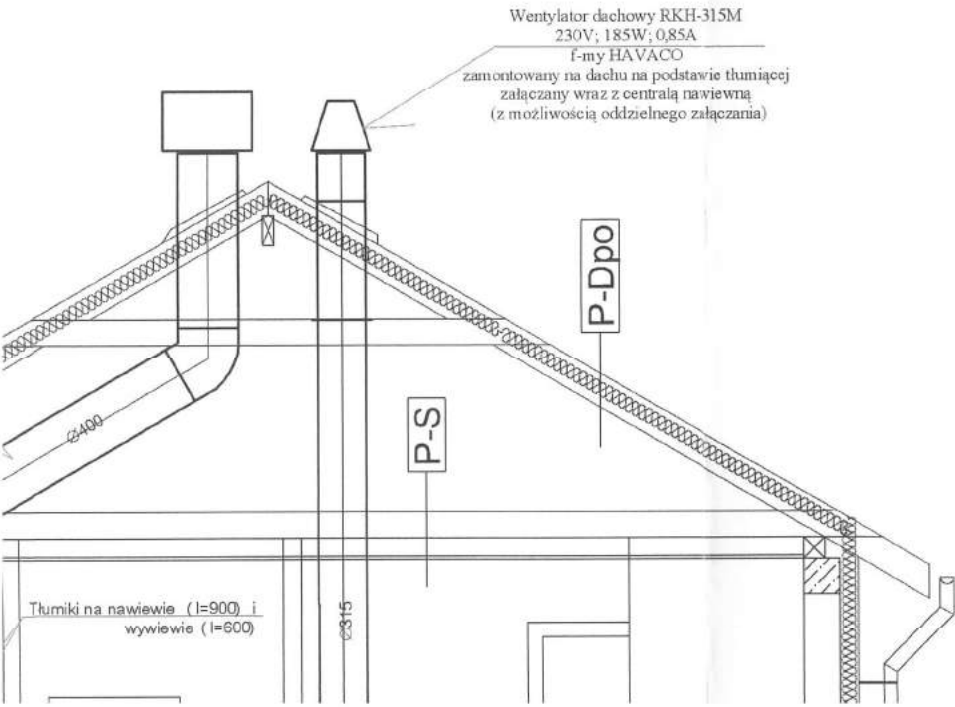 Wentylator dachowy RKH-315M
230V; 185W; 0,85A
f-my HAVACO
zamontowany na dachu na podstawie tłumiącej
załączany wraz z centralą nawiewną
(z możliwością oddzielnego załączania)
P-Dpo
P-S
Ø400
Tłumiki na nawiewie (l=900) i
wywiewie (l=600)
Ø315